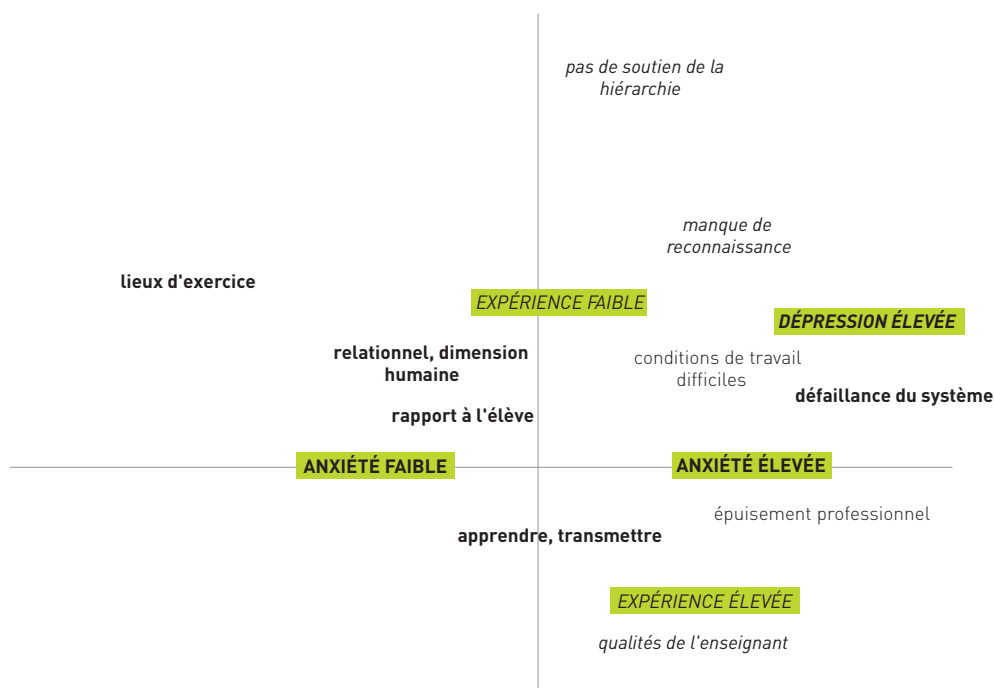 pas de soutien de la
hiérarchie
manque de
reconnaissance
lieux d'exercice
EXPÉRIENCE FAIBLE
DÉPRESSION ÉLEVÉE
relationnel, dimension
humaine
conditions de travail
difficiles
défaillance du système
rapport à l'élève
ANXIÉTÉ FAIBLE
ANXIÉTÉ ÉLEVÉE
épuisement professionnel
apprendre, transmettre
EXPÉRIENCE ÉLEVÉE
qualités de l'enseignant